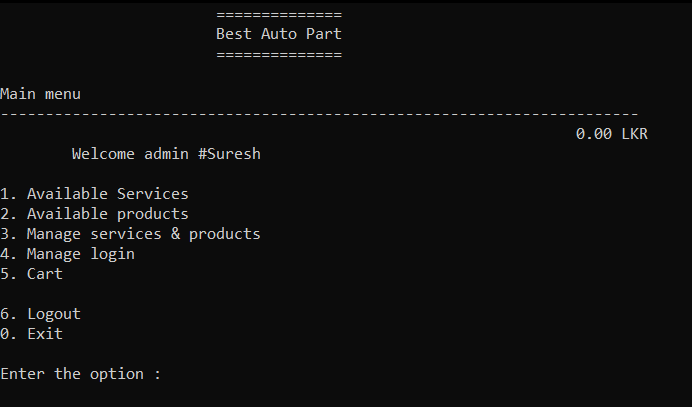 ==============
Best Auto Part
==============
Main menu
-----------------------------------------------------------------------
0.00 LKR
Welcome admin #Suresh
1. Available Services
2. Available products
3. Manage services & products
4. Manage login
5. Cart
6. Logout
0. Exit
Enter the option :